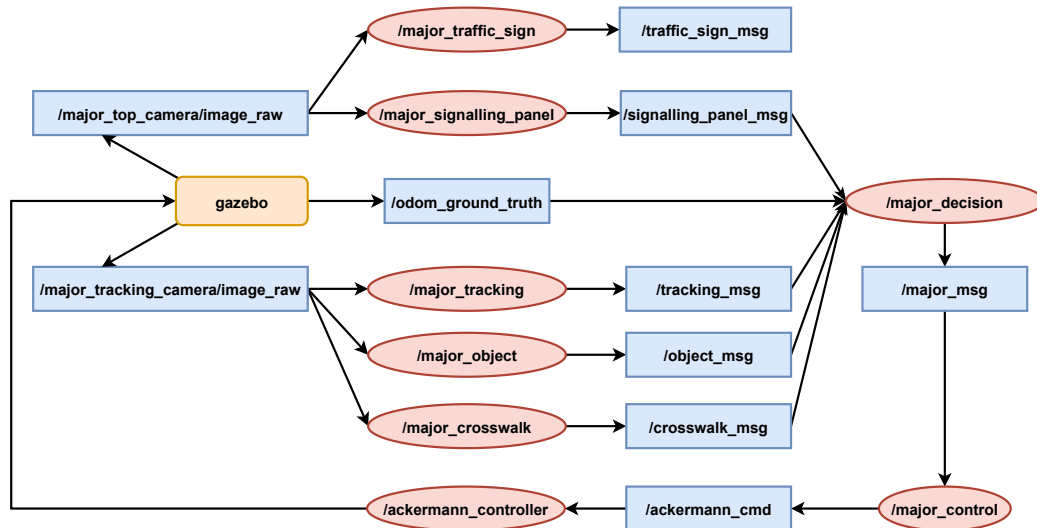 /major_traffic_sign
/traffic_sign_msg
/major_top_camera/image_raw
/major_signalling_panel
/signalling_panel_msg
gazebo
/odom_ground_truth
/major_decision
/major_tracking_camera/image_raw
/major_tracking
/tracking_msg
/major_msg
/major_object
/object_msg
/major_crosswalk
/crosswalk_msg
/ackermann_controller
/ackermann_cmd
/major_control